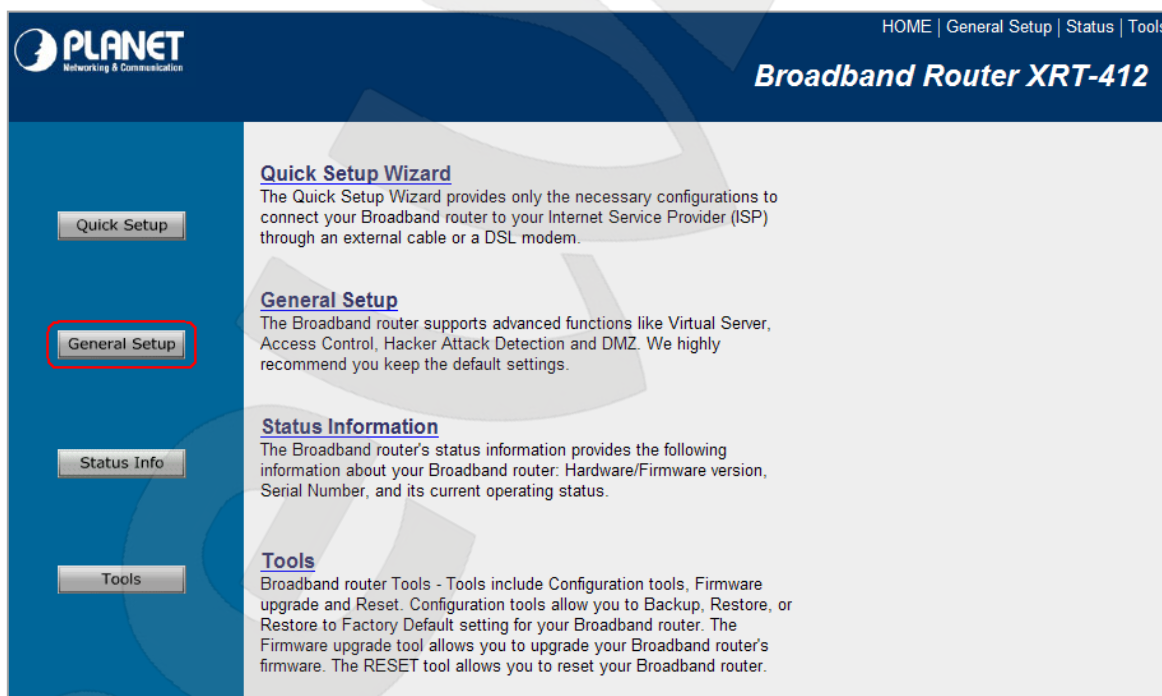 PLANET
Networking & Communication
HOME | General Setup | Status | Tools
Broadband Router XRT-412
Quick Setup
General Setup
Status Info
Tools
Quick Setup Wizard
The Quick Setup Wizard provides only the necessary configurations to
connect your Broadband router to your Internet Service Provider (ISP)
through an external cable or a DSL modem.
General Setup
The Broadband router supports advanced functions like Virtual Server,
Access Control, Hacker Attack Detection and DMZ. We highly
recommend you keep the default settings.
Status Information
The Broadband router's status information provides the following
information about your Broadband router: Hardware/Firmware version,
Serial Number, and its current operating status.
Tools
Broadband router Tools - Tools include Configuration tools, Firmware
upgrade and Reset. Configuration tools allow you to Backup, Restore, or
Restore to Factory Default setting for your Broadband router. The
Firmware upgrade tool allows you to upgrade your Broadband router's
firmware. The RESET tool allows you to reset your Broadband router.